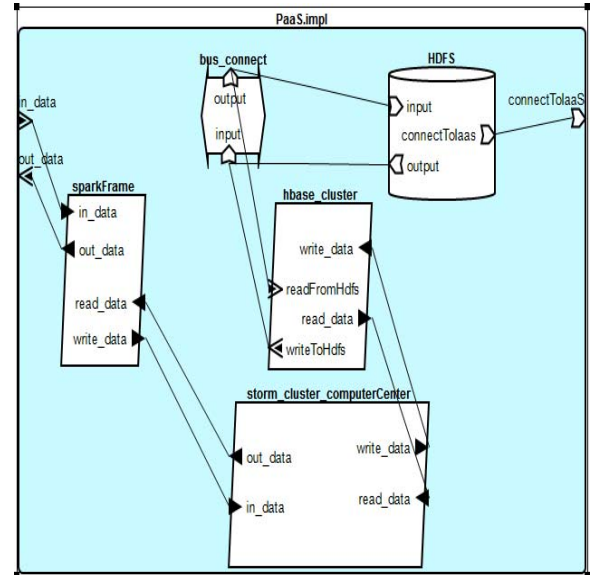 PaaS.impl
bus_connect
HDFS
in_data
output
input
connectToIaaS
input
connectToIaas
output
out_data
sparkFrame
hbase_cluster
in_data
out_data
write_data
readFromHdfs
read_data
read_data
write_data
writeToHdfs
storm_cluster_computerCenter
out_data
write_data
in_data
read_data